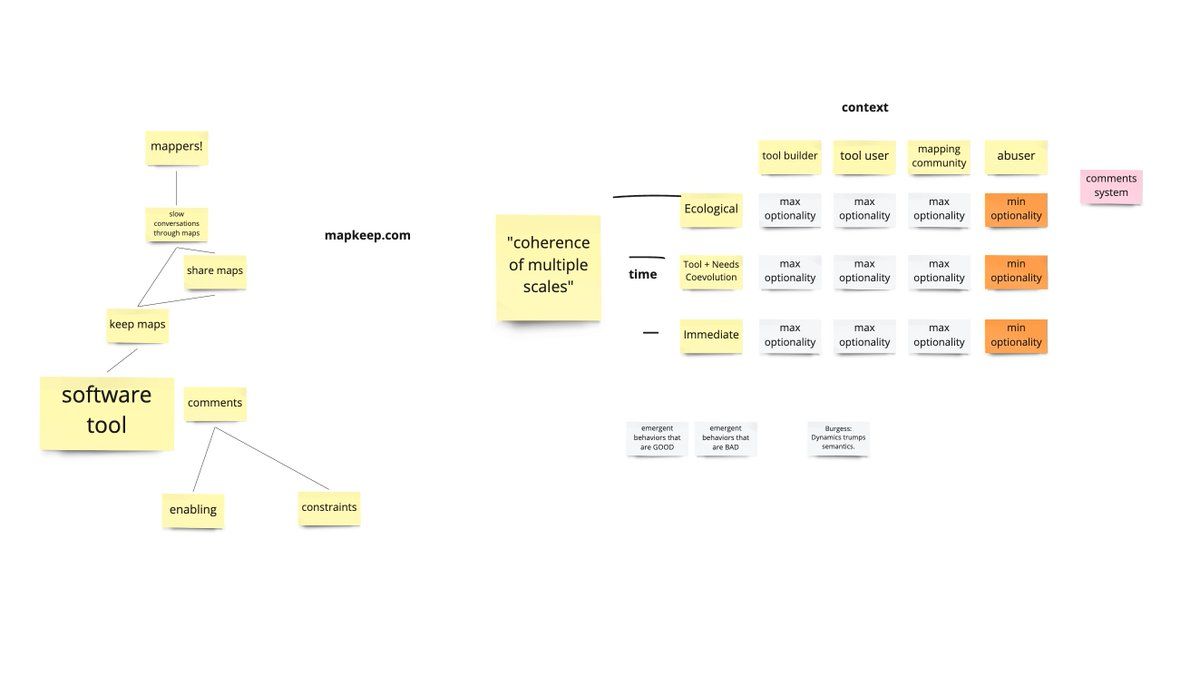 mappers!
slow
conversations
through maps
share maps
keep maps
software
tool
comments
enabling
constraints
mapkeep.com
"coherence
of multiple
scales"
context
tool builder
tool user
mapping
community
abuser
comments
system
time
Ecological
max
optionality
max
optionality
max
optionality
min
optionality
Tool + Needs
Coevolution
max
optionality
max
optionality
max
optionality
min
optionality
Immediate
max
optionality
max
optionality
max
optionality
min
optionality
emergent
behaviors that
are GOOD
emergent
behaviors that
are BAD
Burgess:
Dynamics trumps
semantics.